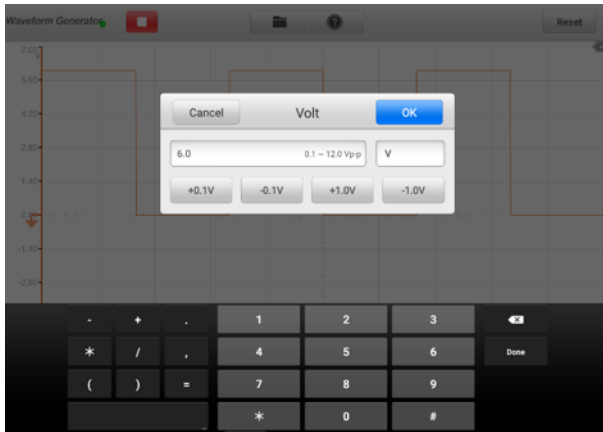 Waveform Generator
Reset
7.00
5.60
4.20
2.80
1.40
0.00
-1.40
-2.80
Cancel Volt OK
6.0 0.1 ~ 12.0 Vp-p V
+0.1V -0.1V +1.0V -1.0V
- + . 1 2 3
* / , 4 5 6 Done
( ) = 7 8 9
_ * 0 #